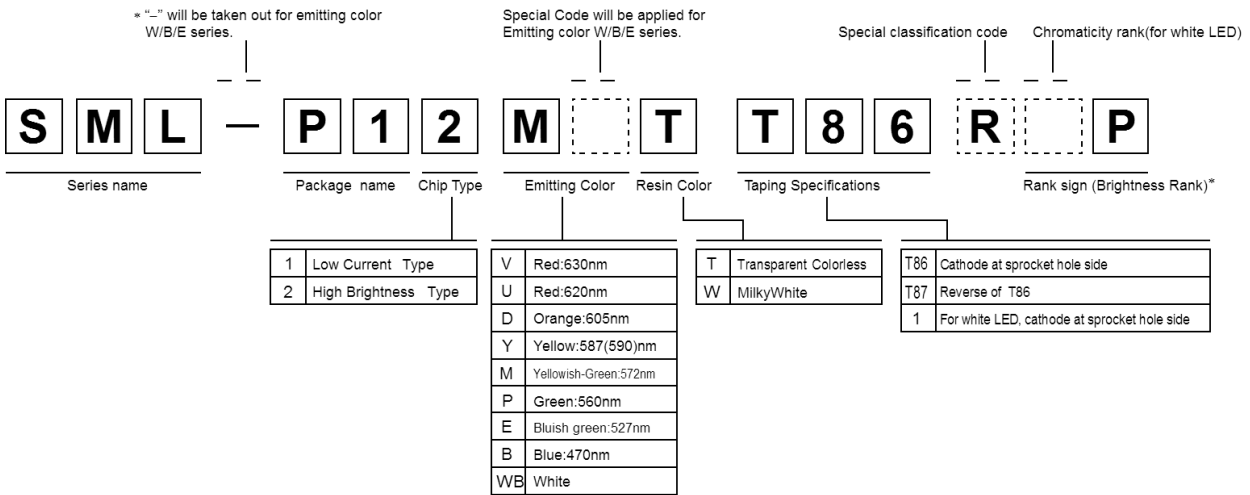 * “–” will be taken out for emitting color
W/B/E series.
Special Code will be applied for
Emitting color W/B/E series.
Special classification code
Chromaticity rank(for white LED)
S M L – P 1 2 M T T 8 6 R P
Series name
Package name
Chip Type
Emitting Color
Resin Color
Taping Specifications
Rank sign (Brightness Rank)*
1 Low Current Type
2 High Brightness Type
V Red:630nm
U Red:620nm
D Orange:605nm
Y Yellow:587(590)nm
M Yellowish-Green:572nm
P Green:560nm
E Bluish green:527nm
B Blue:470nm
WB White
T Transparent Colorless
W MilkyWhite
T86 Cathode at sprocket hole side
T87 Reverse of T86
1 For white LED, cathode at sprocket hole side